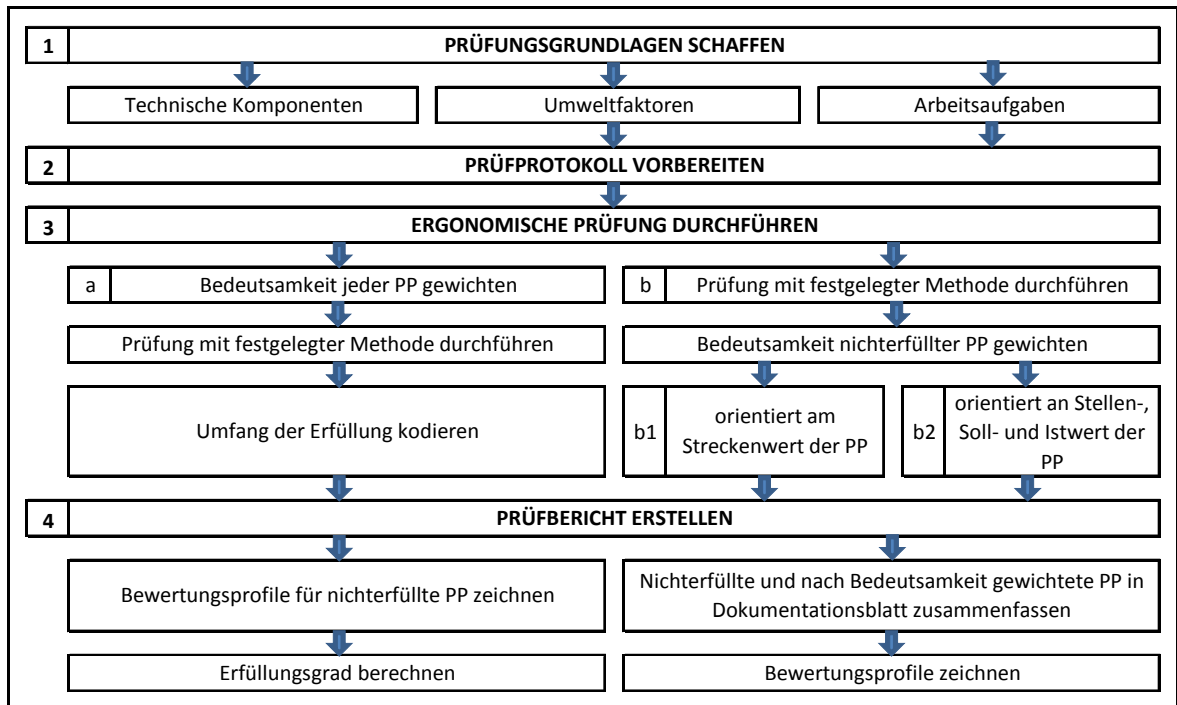 1 PRÜFUNGSGRUNDLAGEN SCHAFFEN
Technische Komponenten
Umweltfaktoren
Arbeitsaufgaben
2 PRÜFPROTOKOLL VORBEREITEN
3 ERGONOMISCHE PRÜFUNG DURCHFÜHREN
a Bedeutsamkeit jeder PP gewichten
b Prüfung mit festgelegter Methode durchführen
Prüfung mit festgelegter Methode durchführen
Bedeutsamkeit nichterfüllter PP gewichten
Umfang der Erfüllung kodieren
b1
orientiert am
Streckenwert der PP
b2
orientiert an Stellen-,
Soll- und Istwert der
PP
4 PRÜFBERICHT ERSTELLEN
Bewertungsprofile für nichterfüllte PP zeichnen
Nichterfüllte und nach Bedeutsamkeit gewichtete PP in
Dokumentationsblatt zusammenfassen
Erfüllungsgrad berechnen
Bewertungsprofile zeichnen